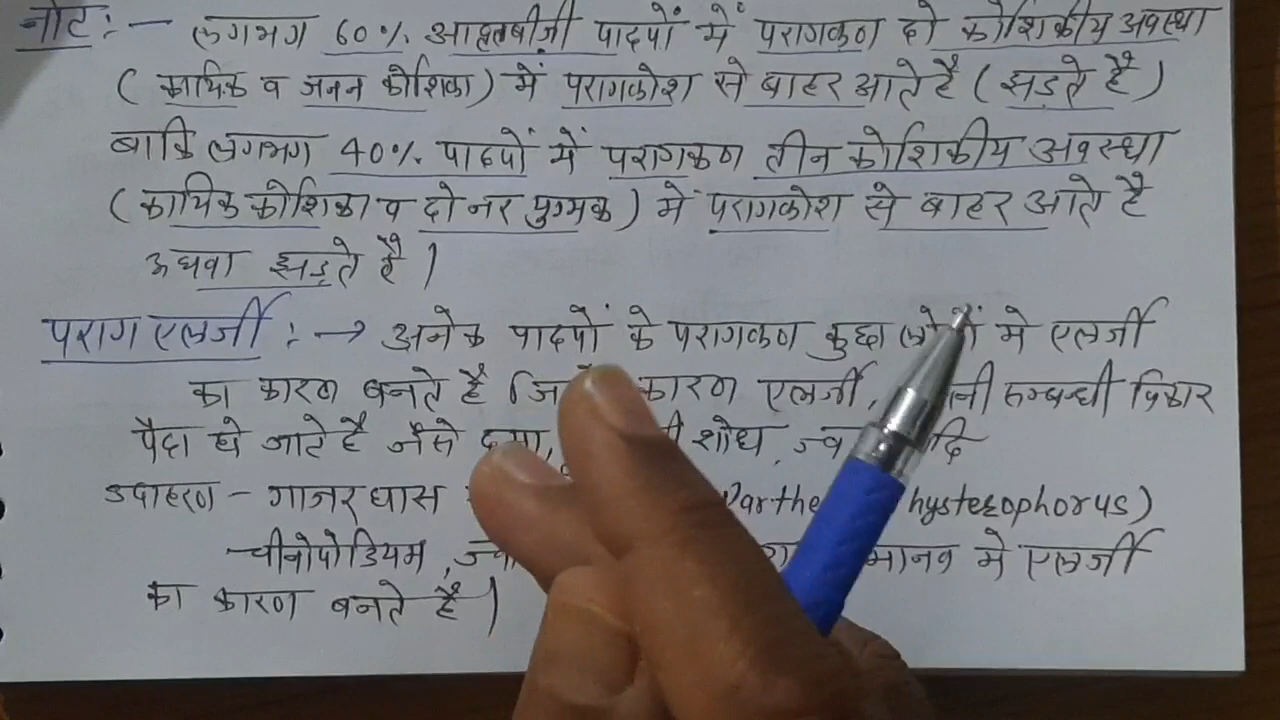 नोट :- लगभग 60%. आवृतबीजी पादपों में परागकण दो कोशिकीय अवस्था
( कायिक व जनन कोशिका ) में परागकोश से बाहर आते है ( झड़ते है )
बाकि लगभग 40%. पादपों में परागकण तीन कोशिकीय अवस्था
( कायिक कोशिका व दो नर युग्मक ) में परागकोश से बाहर आते है
अथवा झड़ते है ।
पराग एलर्जी :→ अनेक पादपों के परागकण कुछ लोगों मे एलर्जी
का कारण बनते है कारण एलर्जी, सम्बन्धी विकार
पैदा हो जाते है जैसे दमा, शोध,
उदाहरण - गाजर घास hysterophorus)
चीनोपोडियम, मानव मे एलर्जी
का कारण बनते है ।